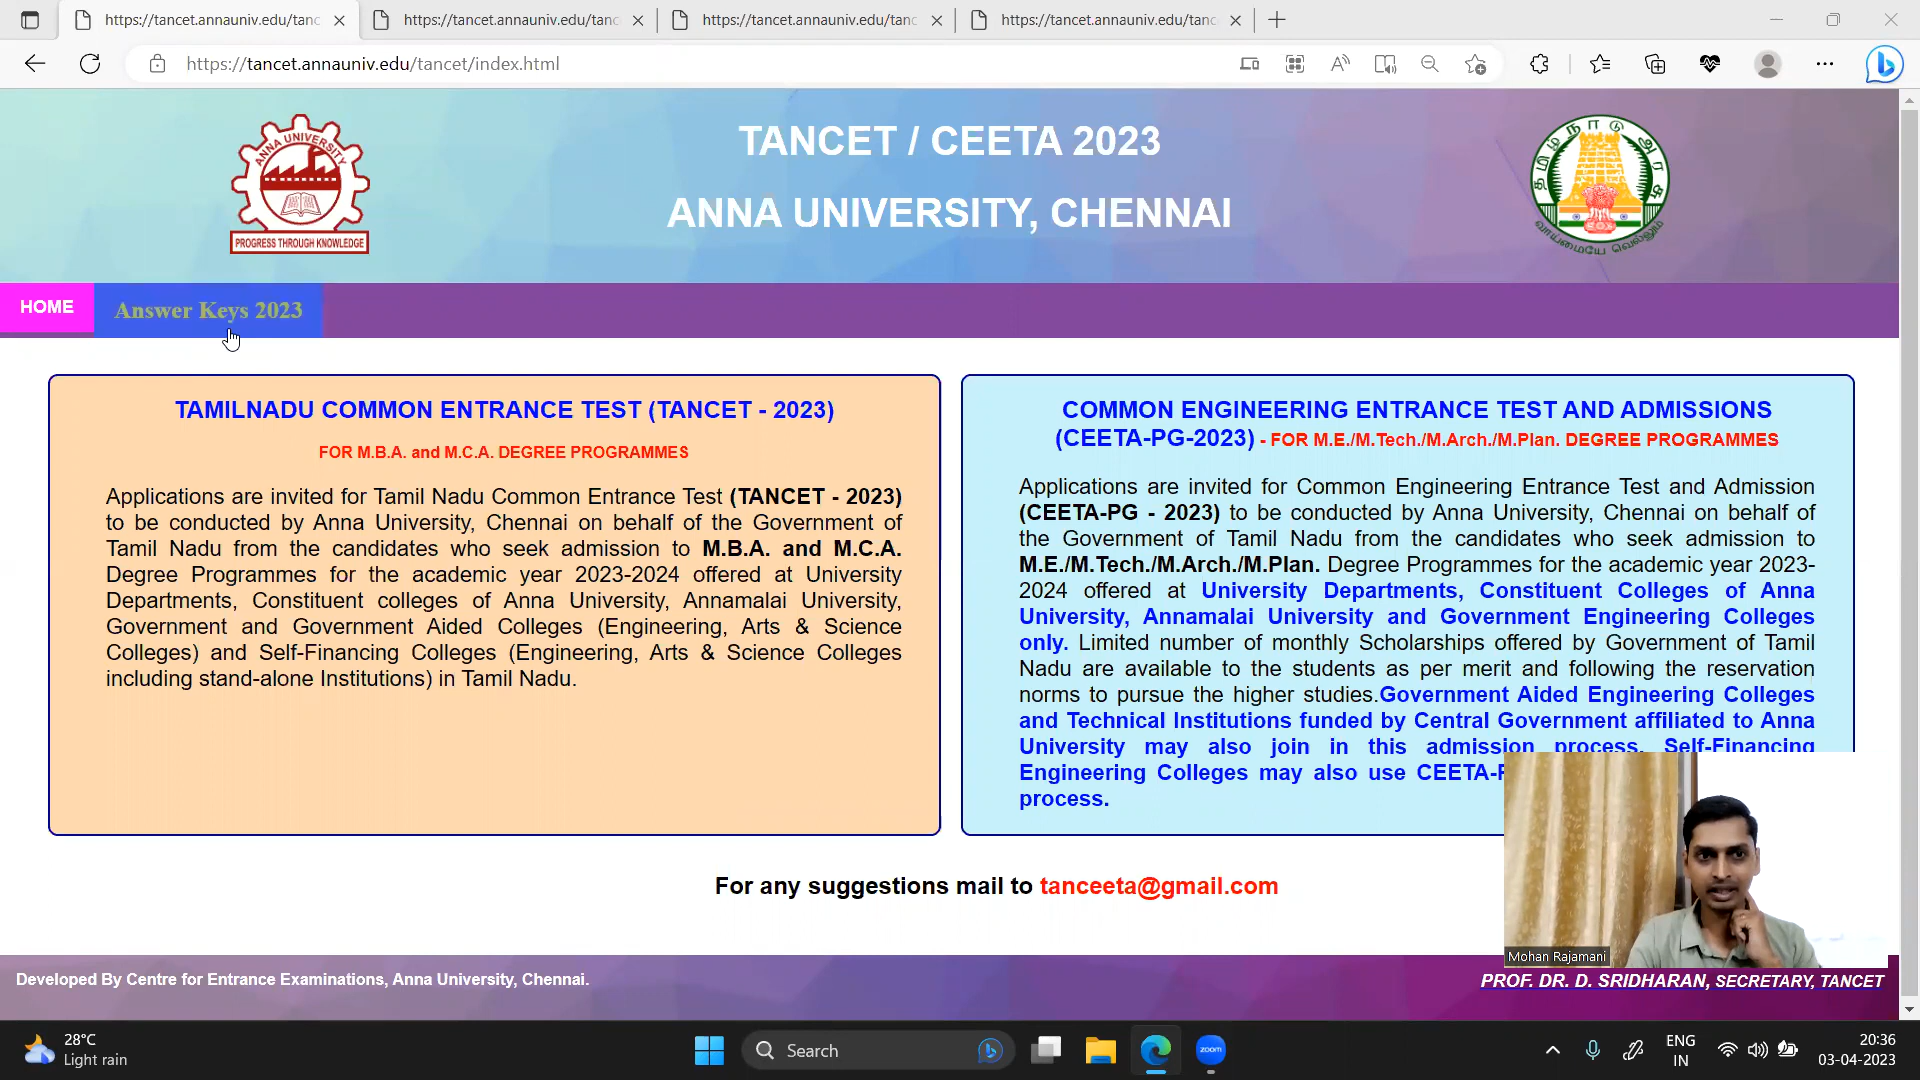 https://tancet.annauniv.edu/tanc
https://tancet.annauniv.edu/tanc
https://tancet.annauniv.edu/tanc
https://tancet.annauniv.edu/tance
https://tancet.annauniv.edu/tancet/index.html
ANNA UNIVERSITY
PROGRESS THROUGH KNOWLEDGE
TANCET / CEETA 2023
ANNA UNIVERSITY, CHENNAI
தமிழ்நாடு அரசு
வாய்மையே வெல்லும்
HOME
Answer Keys 2023
TAMILNADU COMMON ENTRANCE TEST (TANCET - 2023)
FOR M.B.A. and M.C.A. DEGREE PROGRAMMES
Applications are invited for Tamil Nadu Common Entrance Test (TANCET - 2023)
to be conducted by Anna University, Chennai on behalf of the Government of
Tamil Nadu from the candidates who seek admission to M.B.A. and M.C.A.
Degree Programmes for the academic year 2023-2024 offered at University
Departments, Constituent colleges of Anna University, Annamalai University,
Government and Government Aided Colleges (Engineering, Arts & Science
Colleges) and Self-Financing Colleges (Engineering, Arts & Science Colleges
including stand-alone Institutions) in Tamil Nadu.
COMMON ENGINEERING ENTRANCE TEST AND ADMISSIONS
(CEETA-PG-2023) - FOR M.E./M.Tech./M.Arch./M.Plan. DEGREE PROGRAMMES
Applications are invited for Common Engineering Entrance Test and Admission
(CEETA-PG - 2023) to be conducted by Anna University, Chennai on behalf of
the Government of Tamil Nadu from the candidates who seek admission to
M.E./M.Tech./M.Arch./M.Plan. Degree Programmes for the academic year 2023-
2024 offered at University Departments, Constituent Colleges of Anna
University, Annamalai University and Government Engineering Colleges
only. Limited number of monthly Scholarships offered by Government of Tamil
Nadu are available to the students as per merit and following the reservation
norms to pursue the higher studies.Government Aided Engineering Colleges
and Technical Institutions funded by Central Government affiliated to Anna
University may also join in this admission process. Self-Financing
Engineering Colleges may also use CEETA-P
process.
For any suggestions mail to tanceeta@gmail.com
Mohan Rajamani
Developed By Centre for Entrance Examinations, Anna University, Chennai.
PROF. DR. D. SRIDHARAN, SECRETARY, TANCET
28°C
Light rain
Search
zoom
ENG
IN
20:36
03-04-2023